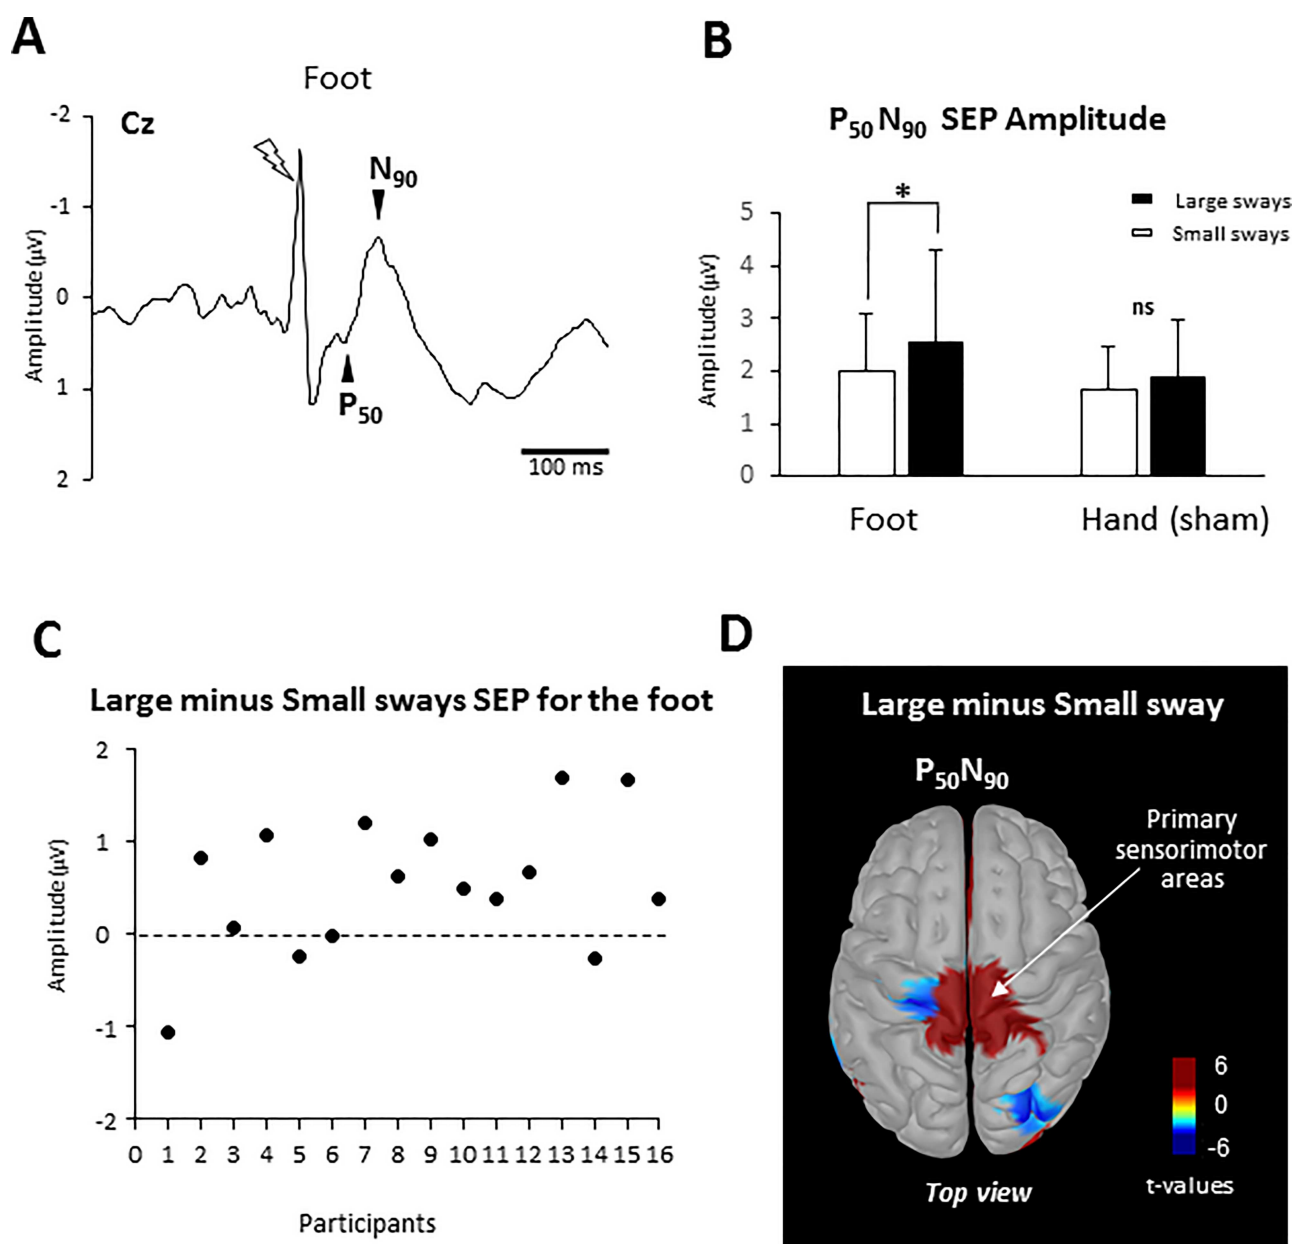 A
Foot
Cz
-2
-1
0
1
2
Amplitude (µV)
N90
P50
100 ms
B
P50 N90 SEP Amplitude
*
Large sways
Small sways
5
4
3
2
1
0
Amplitude (µV)
ns
Foot
Hand (sham)
C
Large minus Small sways SEP for the foot
2
1
0
-1
-2
Amplitude (µV)
0 1 2 3 4 5 6 7 8 9 10 11 12 13 14 15 16
Participants
D
Large minus Small sway
P50N90
Primary
sensorimotor
areas
6
0
-6
t-values
Top view